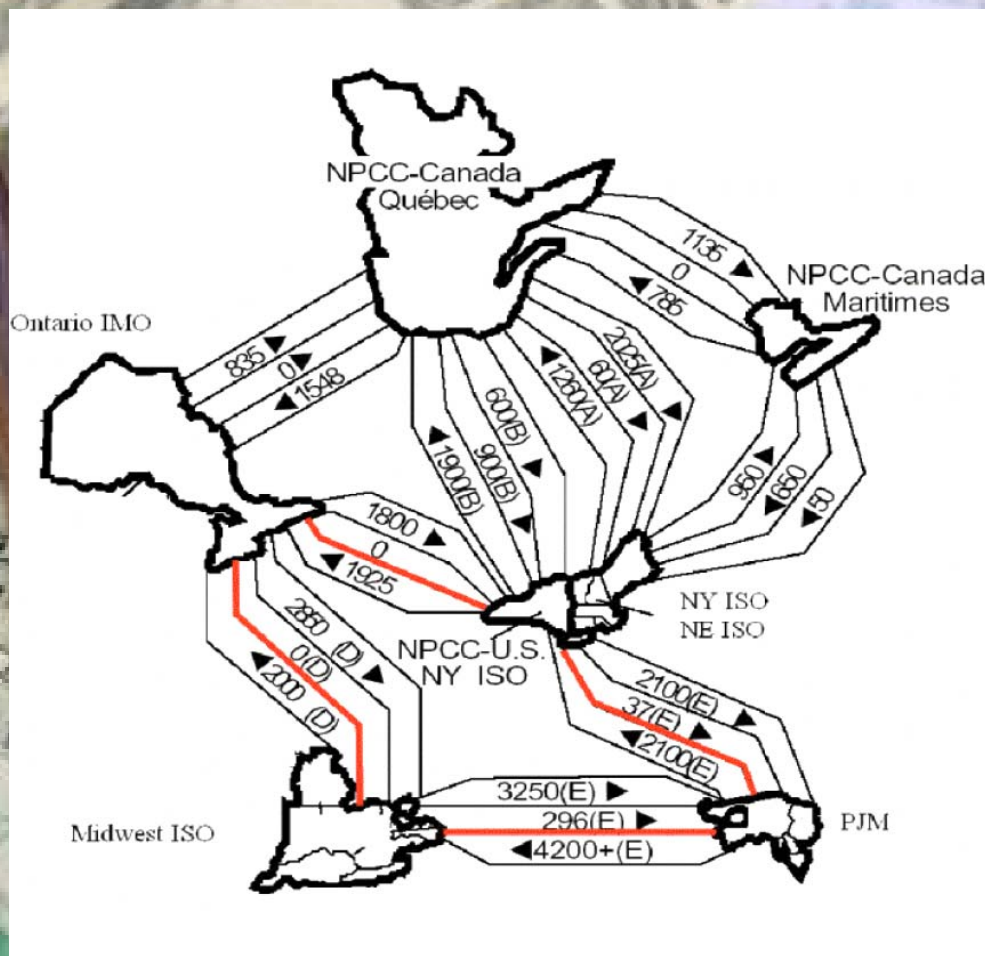 NPCC-Canada
Québec
1135
0
785
NPCC-Canada
Maritimes
Ontario IMO
835
0
1548
2025(A)
60(A)
1260(A)
600(B)
900(B)
1900(B)
950
650
50
1800
0
1925
NY ISO
NE ISO
NPCC-U.S.
NY ISO
2850 (D)
0(D)
2000 (D)
2100(E)
37(E)
2100(E)
3250(E)
296(E)
4200+(E)
Midwest ISO
PJM